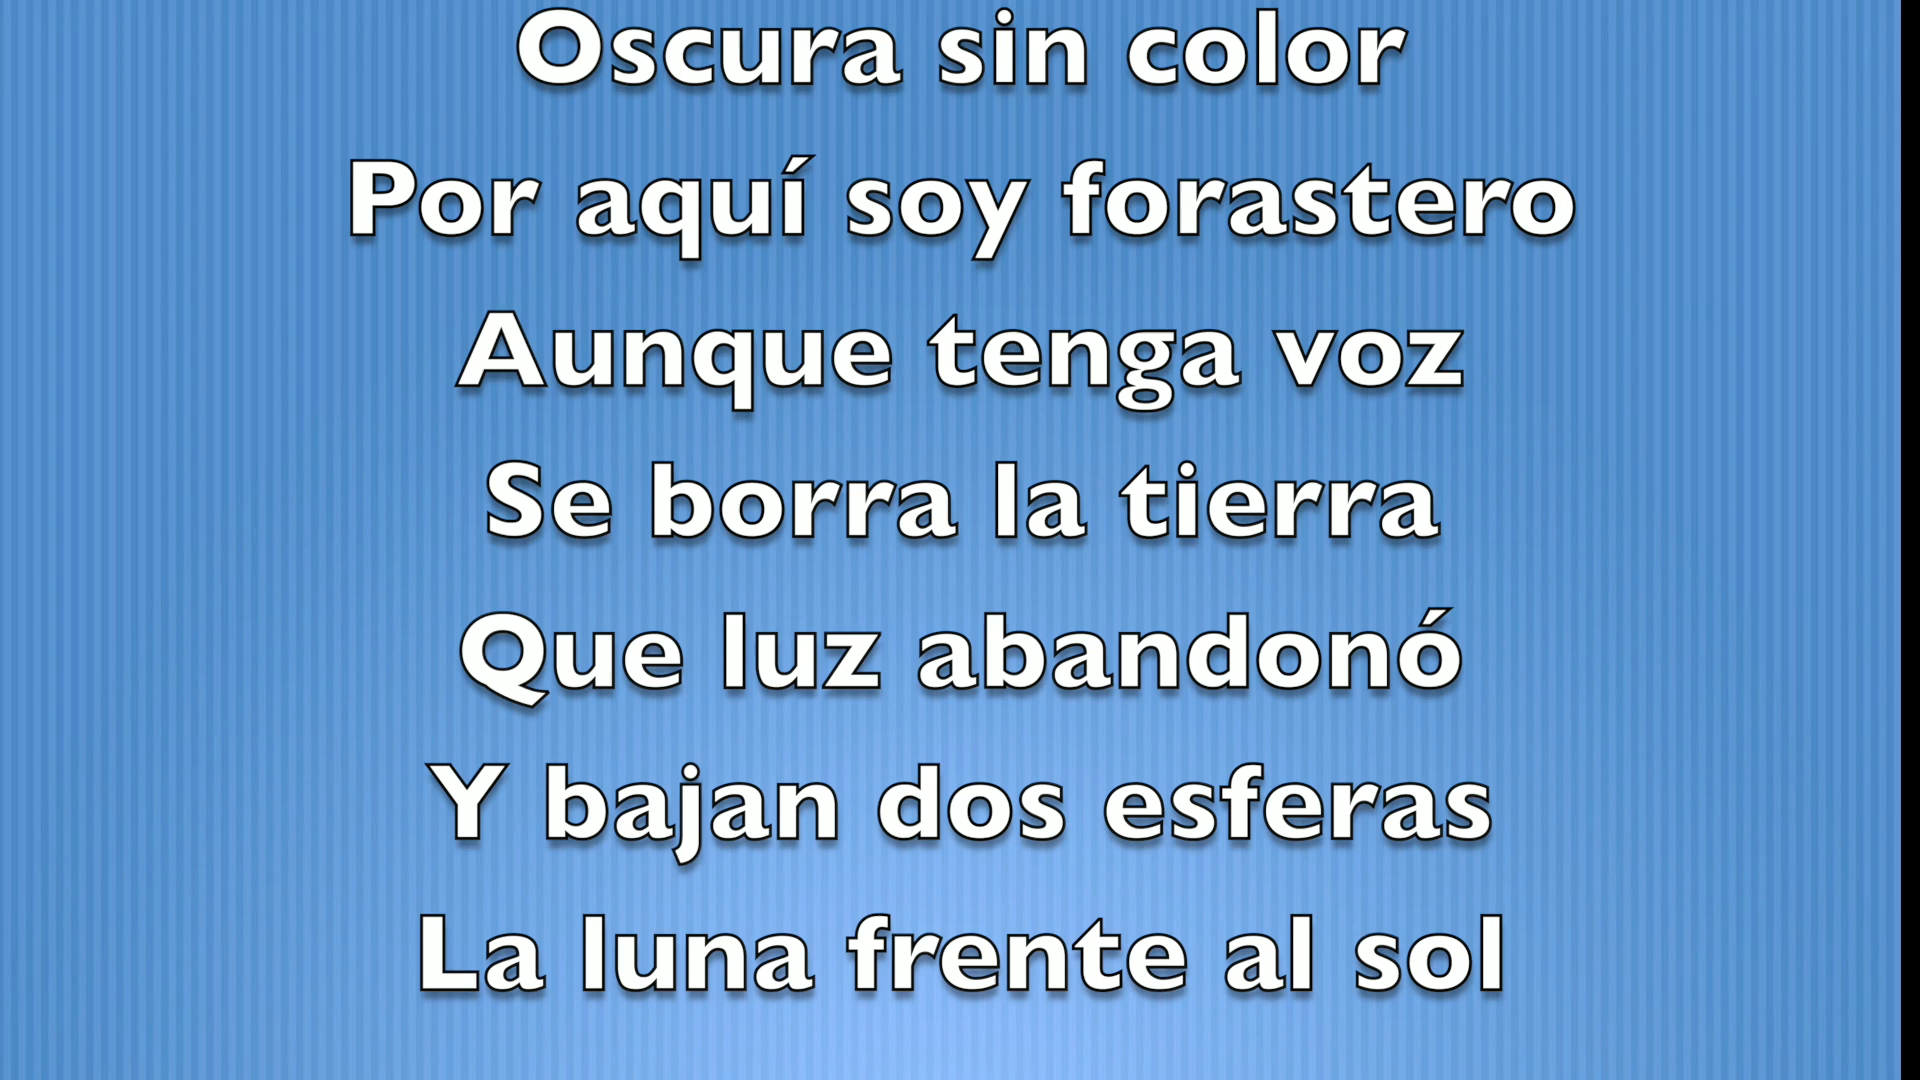 Oscura sin color
Por aquí soy forastero
Aunque tenga voz
Se borra la tierra
Que luz abandonó
Y bajan dos esferas
La luna frente al sol